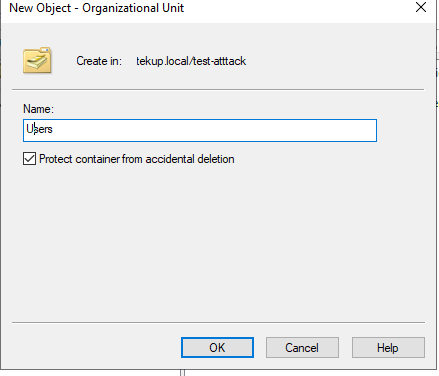 New Object - Organizational Unit
Create in: tekup.local/test-atttack
Name:
Users
Protect container from accidental deletion
OK Cancel Help